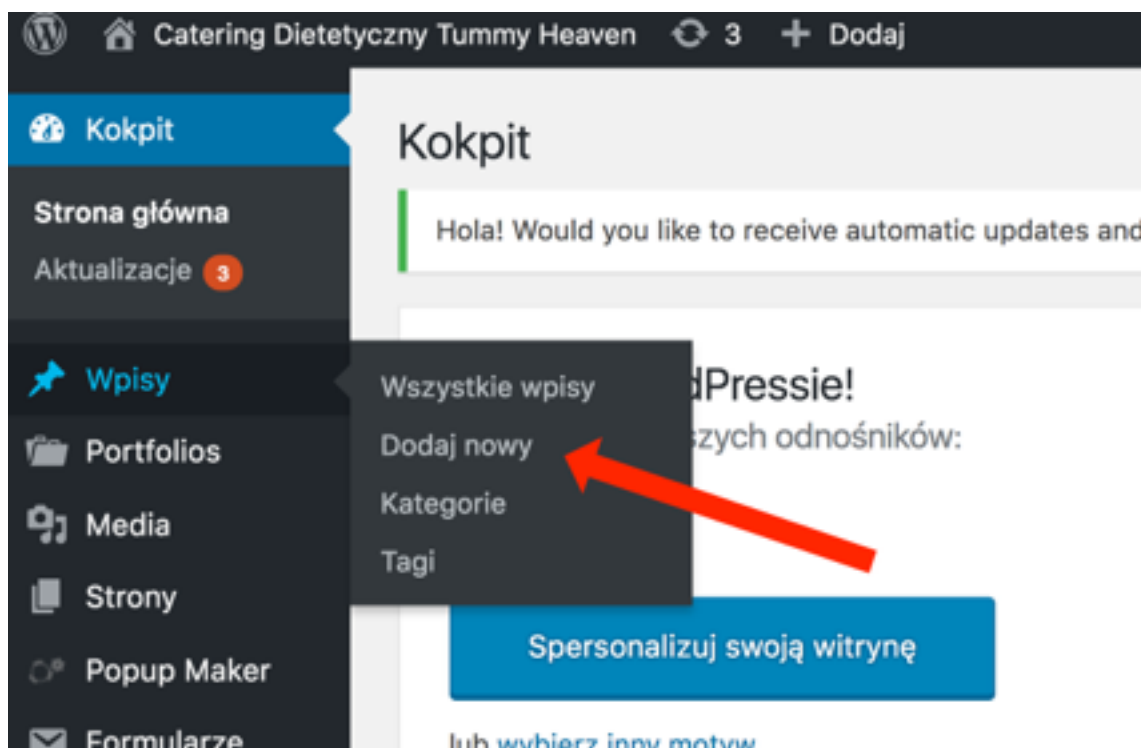 Catering Dietetyczny Tummy Heaven 3 + Dodaj
Kokpit
Strona główna
Aktualizacje 3
Wpisy
Portfolios
Media
Strony
Popup Maker
Formularze
Wszystkie wpisy
Dodaj nowy
Kategorie
Tagi
Kokpit
Hola! Would you like to receive automatic updates and
dPressie!
szych odnośników:
Spersonalizuj swoją witrynę
lub wybierz inny motyw